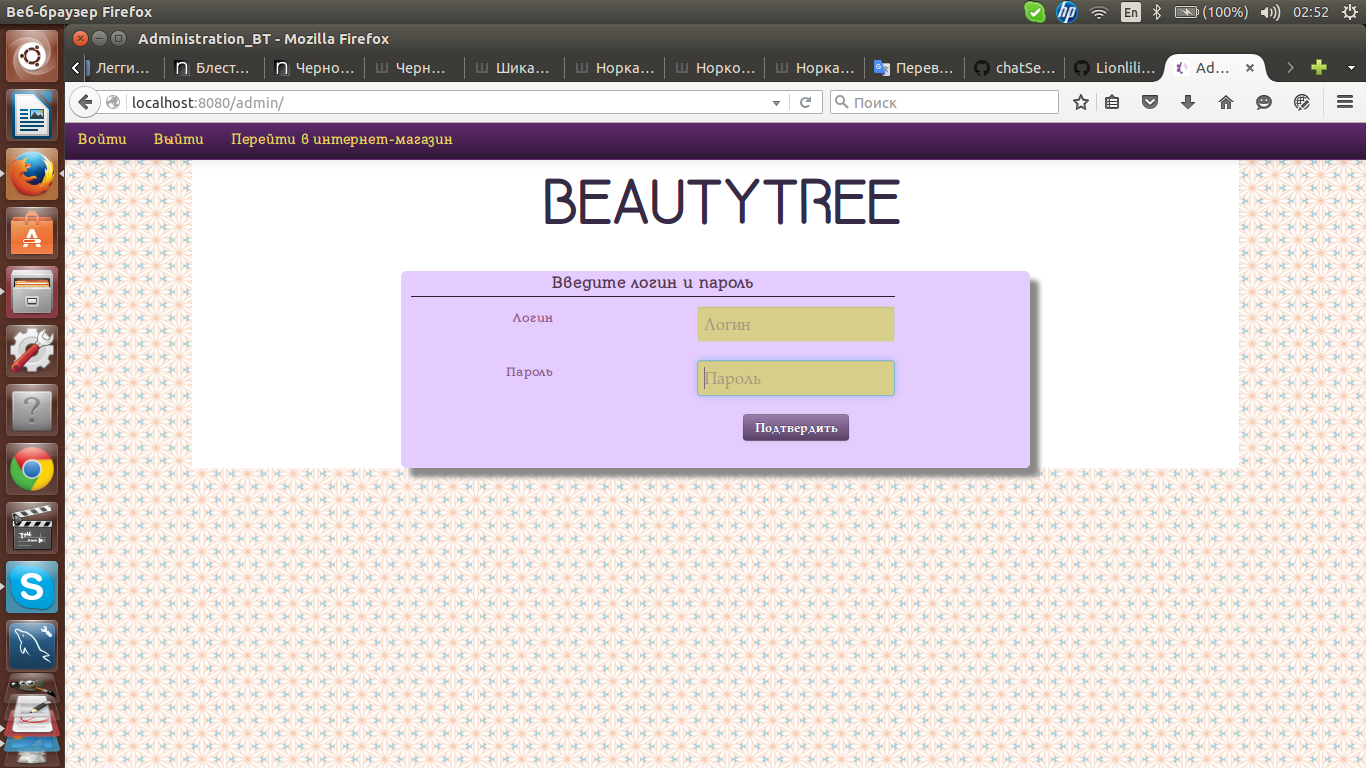 Веб-браузер Firefox
En (100%) 02:52
Administration_BT - Mozilla Firefox
Легги... Блест... Черно... Черн... Шика... Норка... Норко... Норка... Перев... chatSe... Lionlili... Ad...
localhost:8080/admin/ Поиск
Войти Выйти Перейти в интернет-магазин
BEAUTYTREE
Введите логин и пароль
Логин Логин
Пароль Пароль
Подтвердить